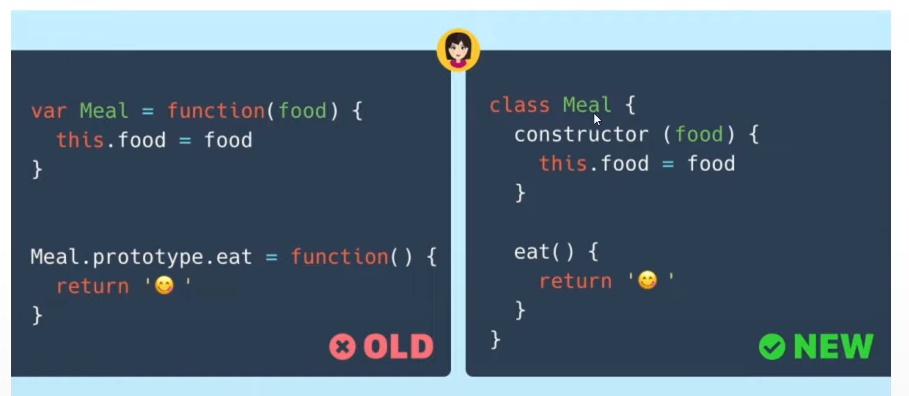 var Meal = function(food) {
  this.food = food
}
Meal.prototype.eat = function() {
  return '😋 '
}
OLD
class Meal {
  constructor (food) {
    this.food = food
  }
  eat() {
    return '😋 '
  }
}
NEW